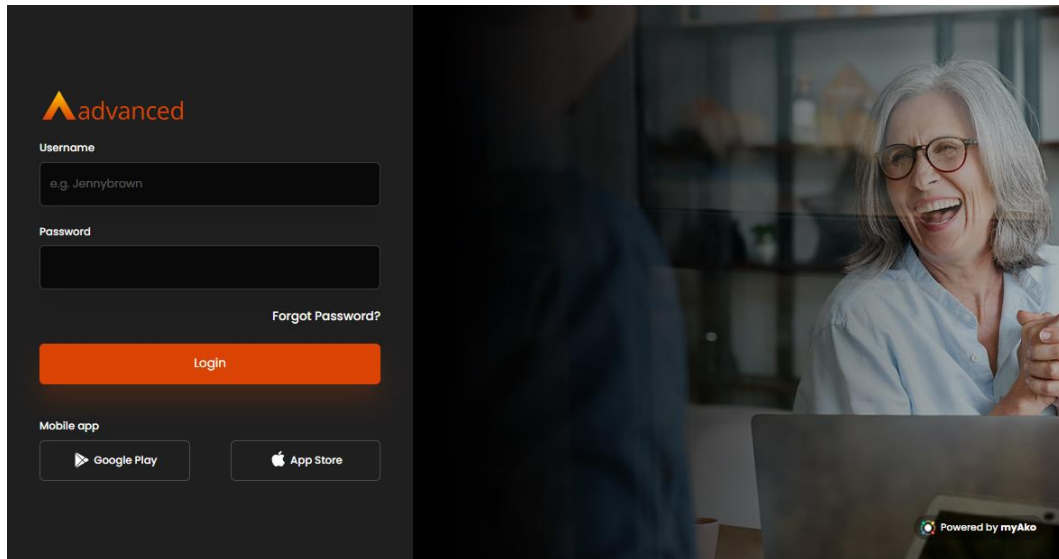 advanced
Username
e.g. Jennybrown
Password
Forgot Password?
Login
Mobile app
Google Play
App Store
Powered by myAko